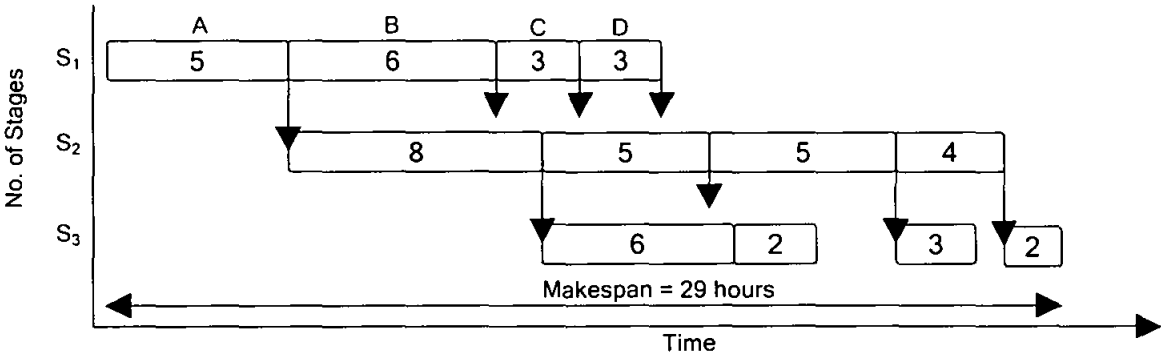 A B C D
S₁ 5 6 3 3
S₂ 8 5 5 4
S₃ 6 2 3 2
Makespan = 29 hours
Time
No. of Stages